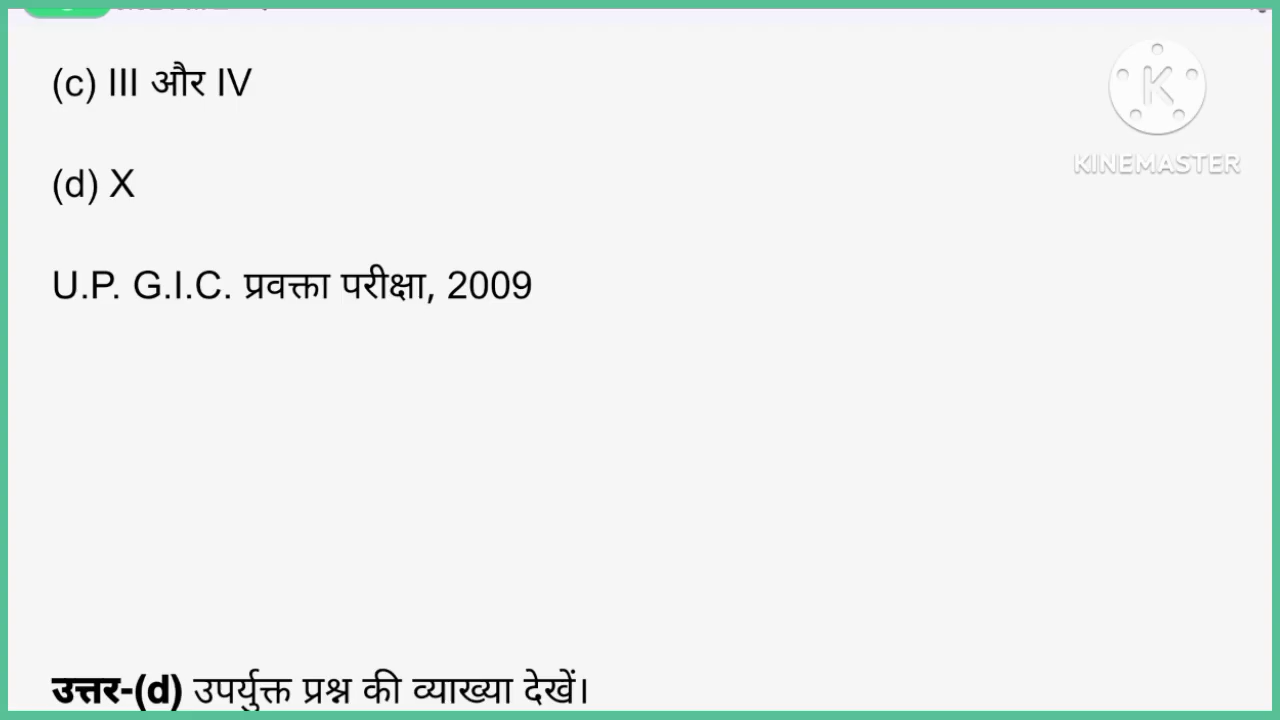 (c) III और IV
KINEMASTER
(d) X
U.P. G.I.C. प्रवक्ता परीक्षा, 2009
उत्तर-(d) उपर्युक्त प्रश्न की व्याख्या देखें।